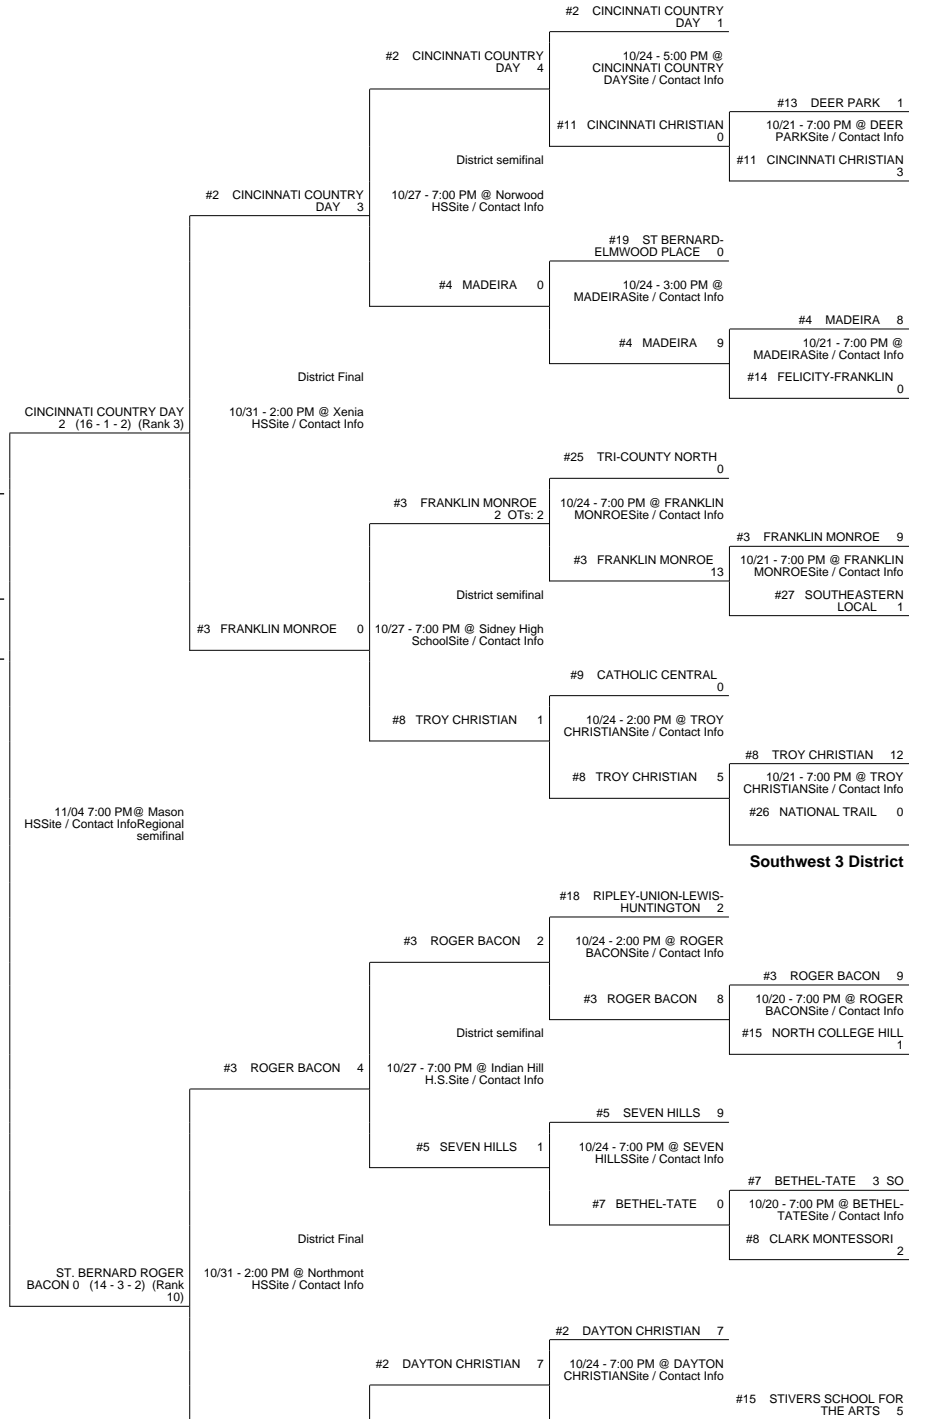 #2 CINCINNATI COUNTRY
DAY 1
#2 CINCINNATI COUNTRY
DAY 4
10/24 - 5:00 PM @
CINCINNATI COUNTRY
DAYSite / Contact Info
#13 DEER PARK 1
#11 CINCINNATI CHRISTIAN
0
10/21 - 7:00 PM @ DEER
PARKSite / Contact Info
District semifinal
#11 CINCINNATI CHRISTIAN
3
#2 CINCINNATI COUNTRY
DAY 3
10/27 - 7:00 PM @ Norwood
HSSite / Contact Info
#19 ST BERNARD-
ELMWOOD PLACE 0
#4 MADEIRA 0
10/24 - 3:00 PM @
MADEIRASite / Contact Info
#4 MADEIRA 8
#4 MADEIRA 9
10/21 - 7:00 PM @
MADEIRASite / Contact Info
District Final
#14 FELICITY-FRANKLIN
0
CINCINNATI COUNTRY DAY
2 (16 - 1 - 2) (Rank 3)
10/31 - 2:00 PM @ Xenia
HSSite / Contact Info
#25 TRI-COUNTY NORTH
0
#3 FRANKLIN MONROE
2 OTs: 2
10/24 - 7:00 PM @ FRANKLIN
MONROESite / Contact Info
#3 FRANKLIN MONROE 9
#3 FRANKLIN MONROE
13
10/21 - 7:00 PM @ FRANKLIN
MONROESite / Contact Info
District semifinal
#27 SOUTHEASTERN
LOCAL 1
#3 FRANKLIN MONROE 0
10/27 - 7:00 PM @ Sidney High
SchoolSite / Contact Info
#9 CATHOLIC CENTRAL
0
#8 TROY CHRISTIAN 1
10/24 - 2:00 PM @ TROY
CHRISTIANSite / Contact Info
#8 TROY CHRISTIAN 12
#8 TROY CHRISTIAN 5
10/21 - 7:00 PM @ TROY
CHRISTIANSite / Contact Info
#26 NATIONAL TRAIL 0
11/04 7:00 PM@ Mason
HSSite / Contact InfoRegional
semifinal
Southwest 3 District
#18 RIPLEY-UNION-LEWIS-
HUNTINGTON 2
#3 ROGER BACON 2
10/24 - 2:00 PM @ ROGER
BACONSite / Contact Info
#3 ROGER BACON 9
#3 ROGER BACON 8
10/20 - 7:00 PM @ ROGER
BACONSite / Contact Info
District semifinal
#15 NORTH COLLEGE HILL
1
#3 ROGER BACON 4
10/27 - 7:00 PM @ Indian Hill
H.S.Site / Contact Info
#5 SEVEN HILLS 9
#5 SEVEN HILLS 1
10/24 - 7:00 PM @ SEVEN
HILLSSite / Contact Info
#7 BETHEL-TATE 3 SO
#7 BETHEL-TATE 0
10/20 - 7:00 PM @ BETHEL-
TATESite / Contact Info
District Final
#8 CLARK MONTESSORI
2
ST. BERNARD ROGER
BACON 0 (14 - 3 - 2) (Rank
10)
10/31 - 2:00 PM @ Northmont
HSSite / Contact Info
#2 DAYTON CHRISTIAN 7
#2 DAYTON CHRISTIAN 7
10/24 - 7:00 PM @ DAYTON
CHRISTIANSite / Contact Info
#15 STIVERS SCHOOL FOR
THE ARTS 5